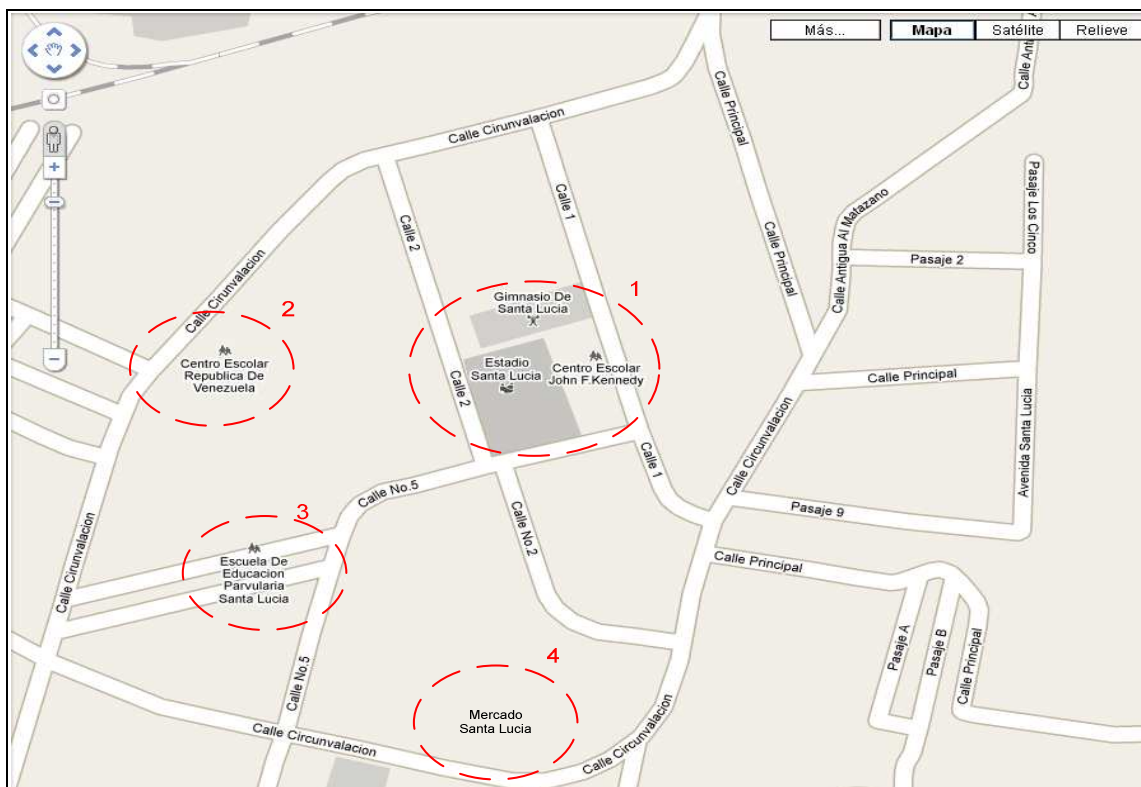 Más...
Mapa
Satélite
Relieve
Calle Anti
Calle Cirunvalacion
Calle Principal
Calle 1
Calle 2
Calle Antigua Al Matazano
Pasaje Los Cinco
Pasaje 2
Calle Principal
Calle Cirunvalacion
1
Gimnasio De
Santa Lucia
2
Centro Escolar
Republica De
Venezuela
Estadio
Santa Lucia
Centro Escolar
John F.Kennedy
Calle 2
Calle Principal
Calle Circunvalacion
Avenida Santa Lucia
Calle 1
Calle No.5
Pasaje 9
3
Calle No.2
Escuela De
Educacion
Parvularia
Santa Lucia
Calle Cirunvalacion
Calle Principal
Pasaje A
Pasaje B
Calle Principal
4
Calle No.5
Mercado
Santa Lucia
Calle Circunvalacion
Calle Circunvalacion